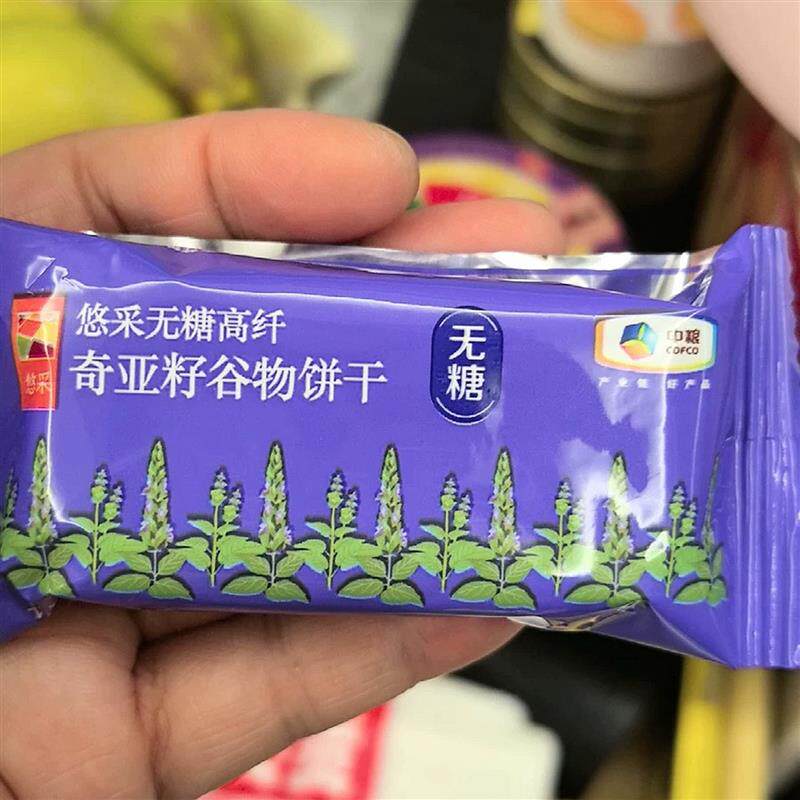 悠采无糖高纤
奇亚籽谷物饼干
悠采
无糖
中粮
COFCO
产业链 好产品